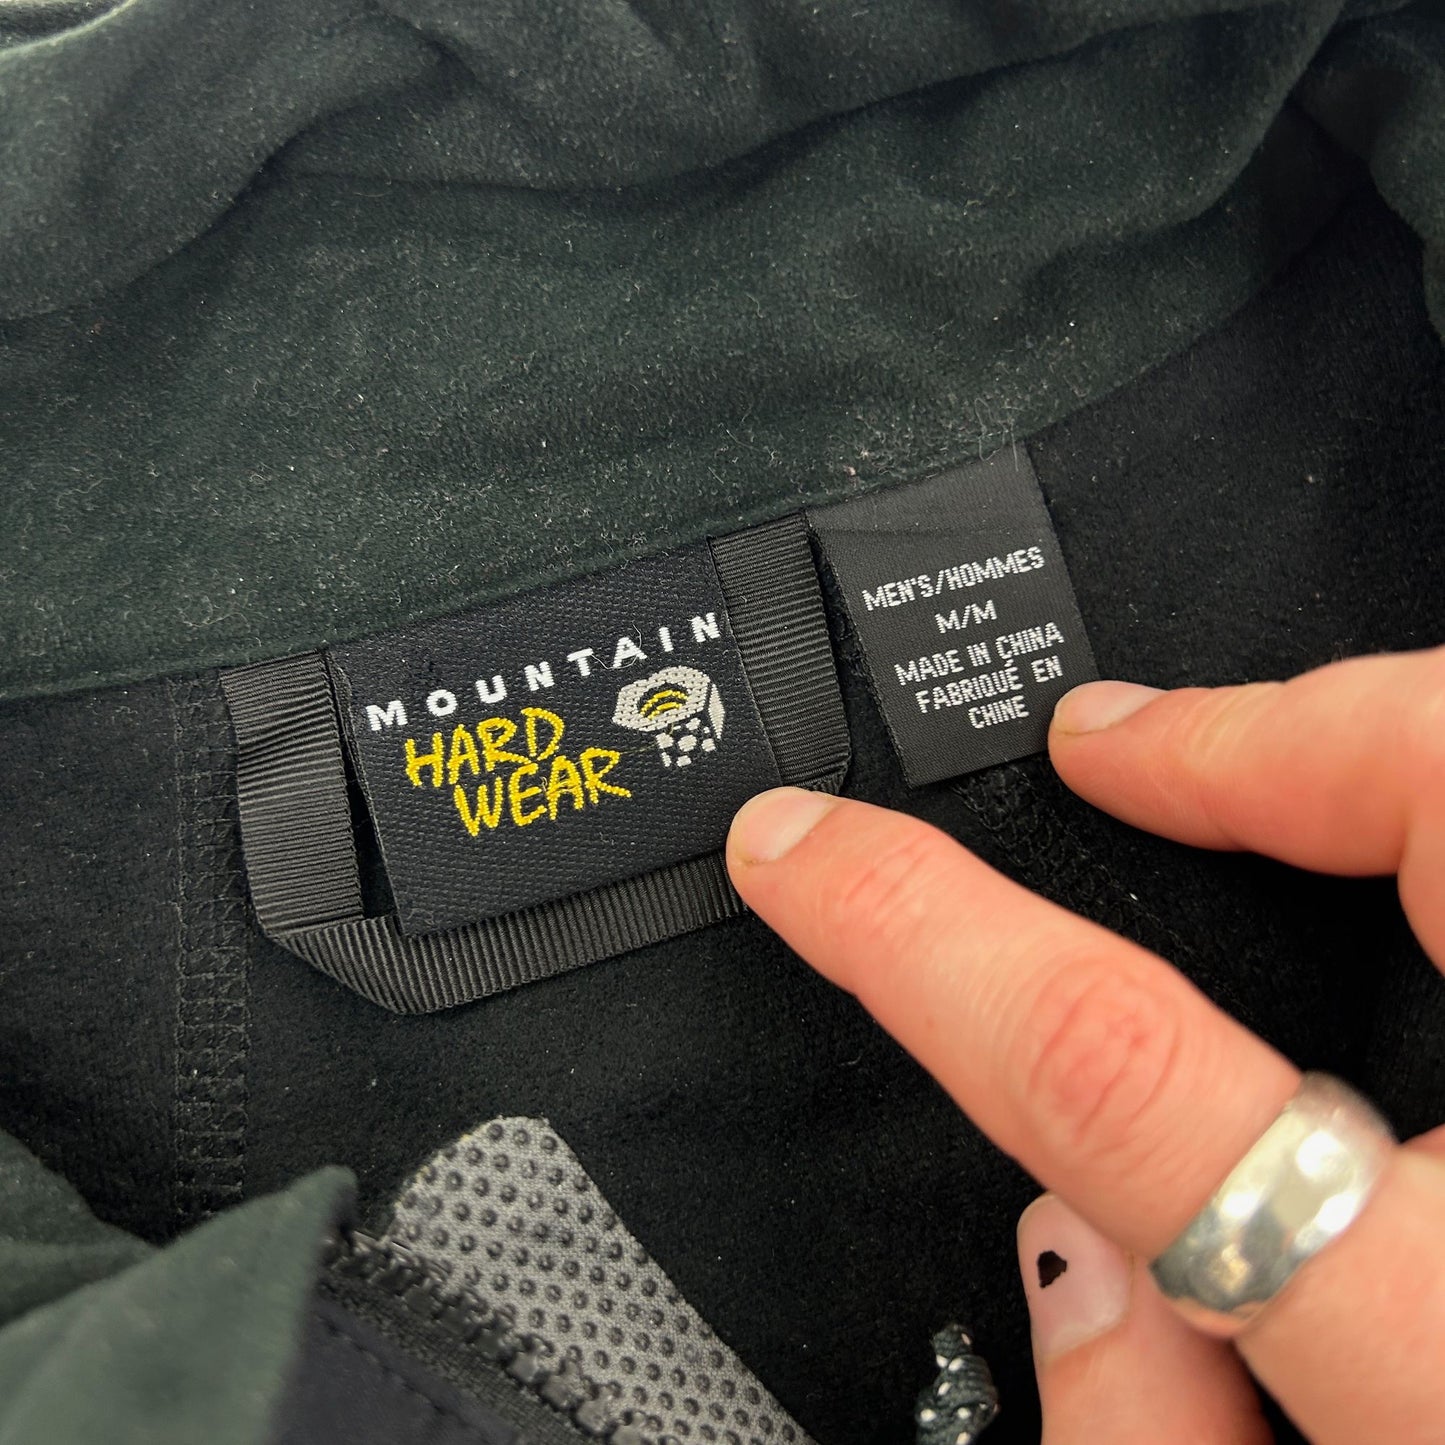 MOUNTAIN
HARD
WEAR
MEN'S/HOMMES
M/M
MADE IN CHINA
FABRIQUÉ EN
CHINE